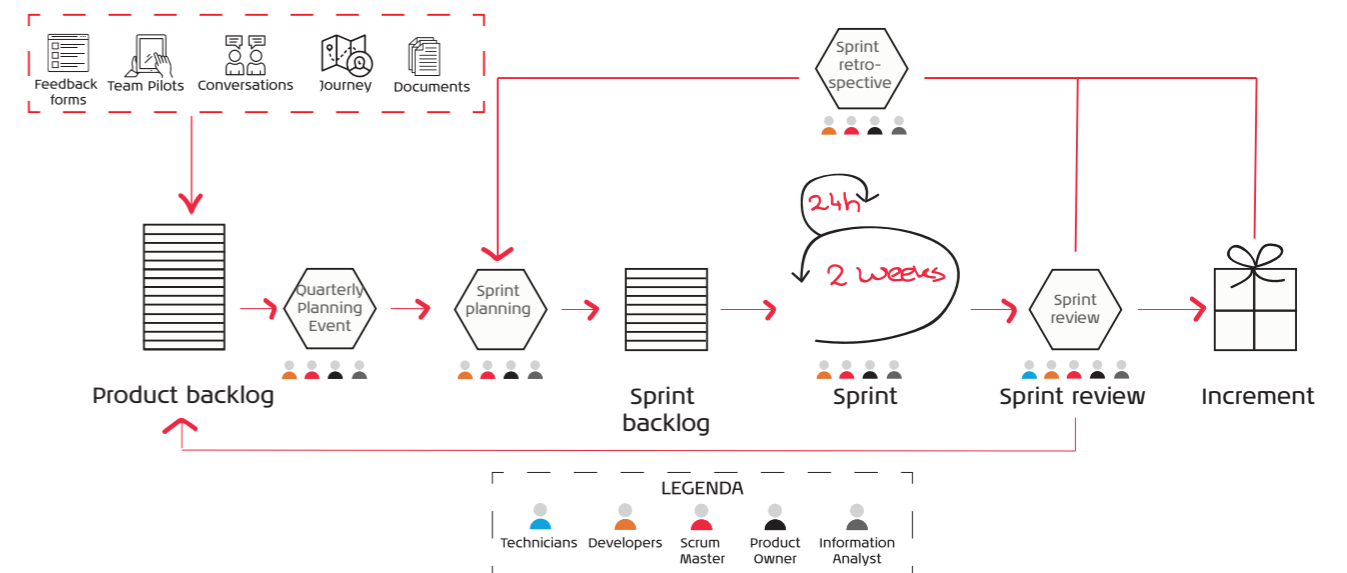 Feedback
forms
Team Pilots
Conversations
Journey
Documents
Sprint
retro-
spective
24h
2 weeks
Quarterly
Planning
Event
Sprint
planning
Sprint
review
Product backlog
Sprint
backlog
Sprint
Sprint review
Increment
LEGENDA
Technicians
Developers
Scrum
Master
Product
Owner
Information
Analyst